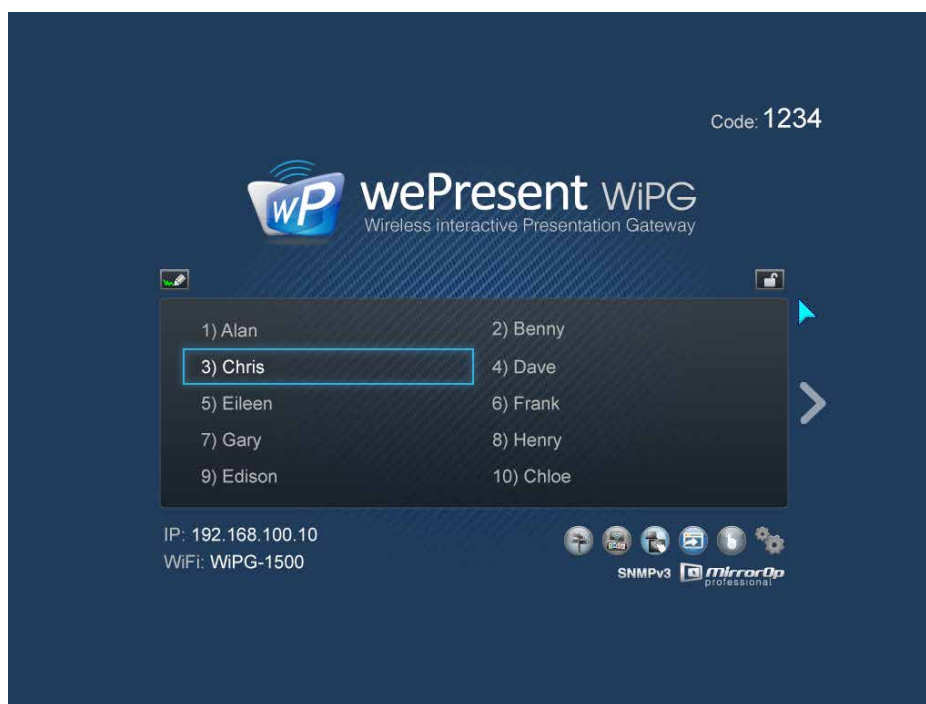 Code: 1234
wP wePresent WiPG
Wireless interactive Presentation Gateway
1) Alan 2) Benny
3) Chris 4) Dave
5) Eileen 6) Frank
7) Gary 8) Henry
9) Edison 10) Chloe
IP: 192.168.100.10
WiFi: WiPG-1500
SNMPv3 MirrorOp
professional